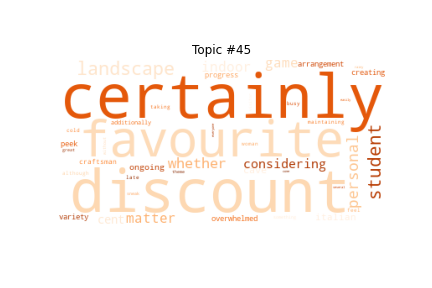 Topic #45
landscape indoor game arrangement
progress creating
certainly
taking busy
additionally maintaining
cold favourite
peek
craftsman ongoing whether considering
late
discount
personal
student
variety cent matter overwhelmed italian